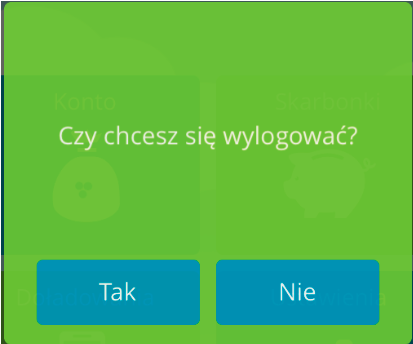 Konto
Skarbonki
Czy chcesz się wylogować?
Tak
Nie